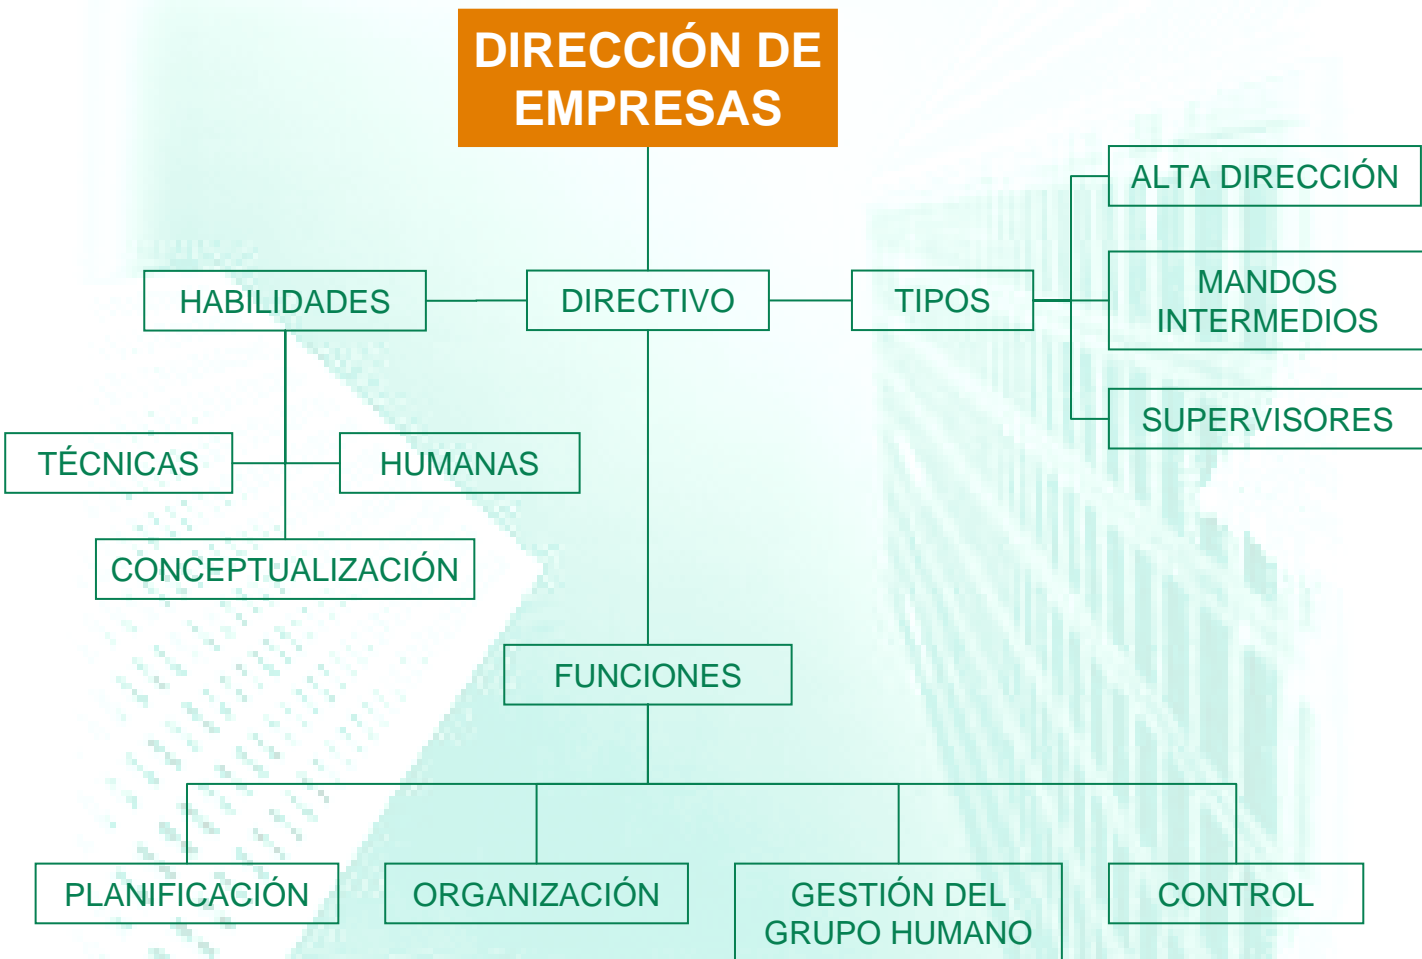 DIRECCIÓN DE
EMPRESAS
ALTA DIRECCIÓN
HABILIDADES
DIRECTIVO
TIPOS
MANDOS
INTERMEDIOS
SUPERVISORES
TÉCNICAS
HUMANAS
CONCEPTUALIZACIÓN
FUNCIONES
PLANIFICACIÓN
ORGANIZACIÓN
GESTIÓN DEL
GRUPO HUMANO
CONTROL